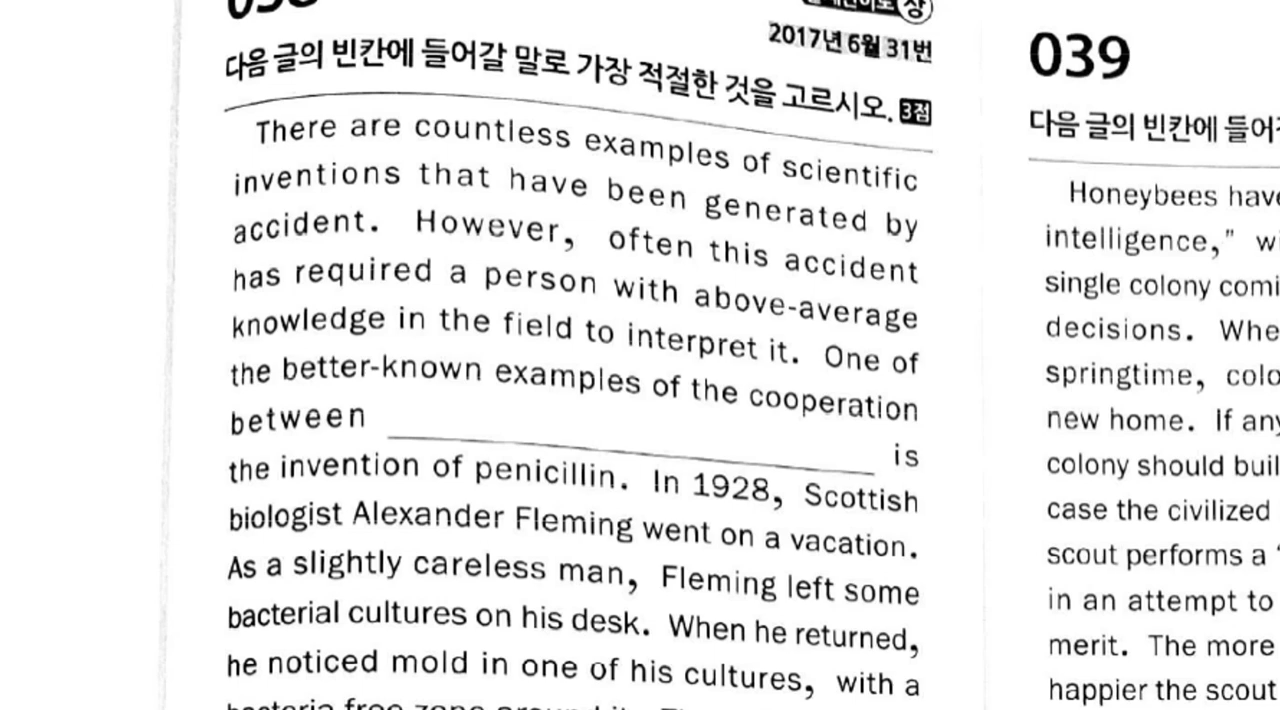 038
상
2017년 6월 31번
다음 글의 빈칸에 들어갈 말로 가장 적절한 것을 고르시오. 3점
There are countless examples of scientific
inventions that have been generated by
accident. However, often this accident
has required a person with above-average
knowledge in the field to interpret it. One of
the better-known examples of the cooperation
between ____________ is
the invention of penicillin. In 1928, Scottish
biologist Alexander Fleming went on a vacation.
As a slightly careless man, Fleming left some
bacterial cultures on his desk. When he returned,
he noticed mold in one of his cultures, with a
039
다음 글의 빈칸에 들어
Honeybees have
intelligence," wi
single colony comi
decisions. Whe
springtime, colo
new home. If any
colony should buil
case the civilized
scout performs a
in an attempt to
merit. The more
happier the scout